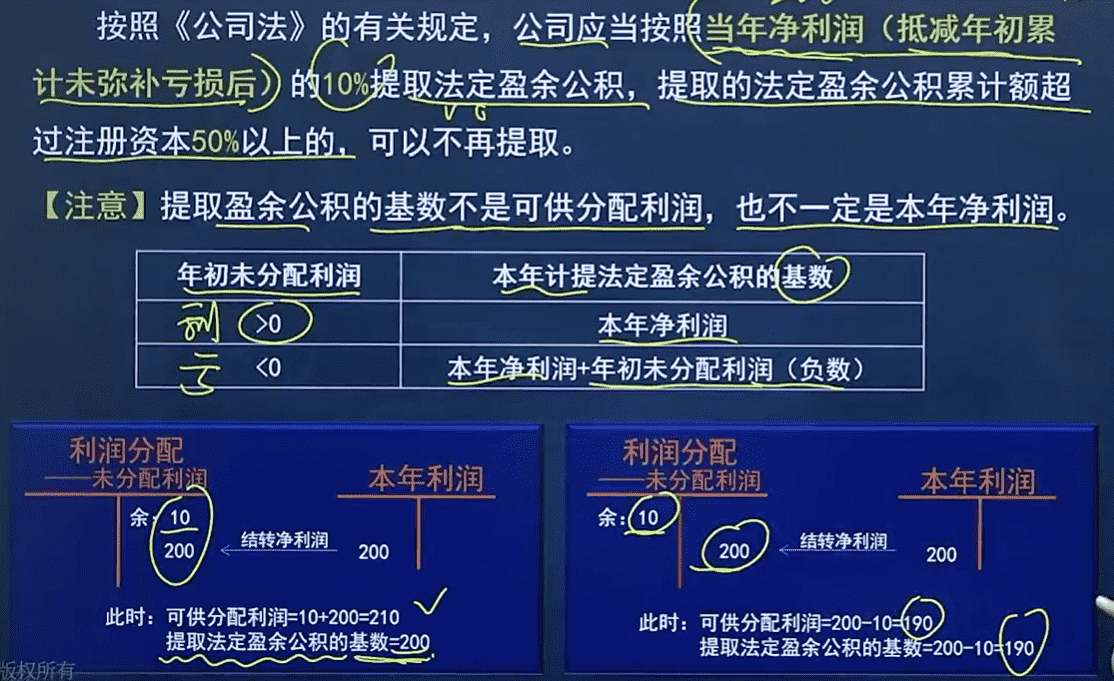 按照《公司法》的有关规定，公司应当按照当年净利润（抵减年初累
计未弥补亏损后）的10%提取法定盈余公积，提取的法定盈余公积累计额超
过注册资本50%以上的，可以不再提取。
【注意】提取盈余公积的基数不是可供分配利润，也不一定是本年净利润。
年初未分配利润 本年计提法定盈余公积的基数
利 >0 本年净利润
亏 <0 本年净利润+年初未分配利润（负数）
利润分配
——未分配利润 本年利润
余：10
200 结转净利润 200
此时：可供分配利润=10+200=210
提取法定盈余公积的基数=200
利润分配
——未分配利润 本年利润
余：10
200 结转净利润 200
此时：可供分配利润=200-10=190
提取法定盈余公积的基数=200-10=190
版权所有